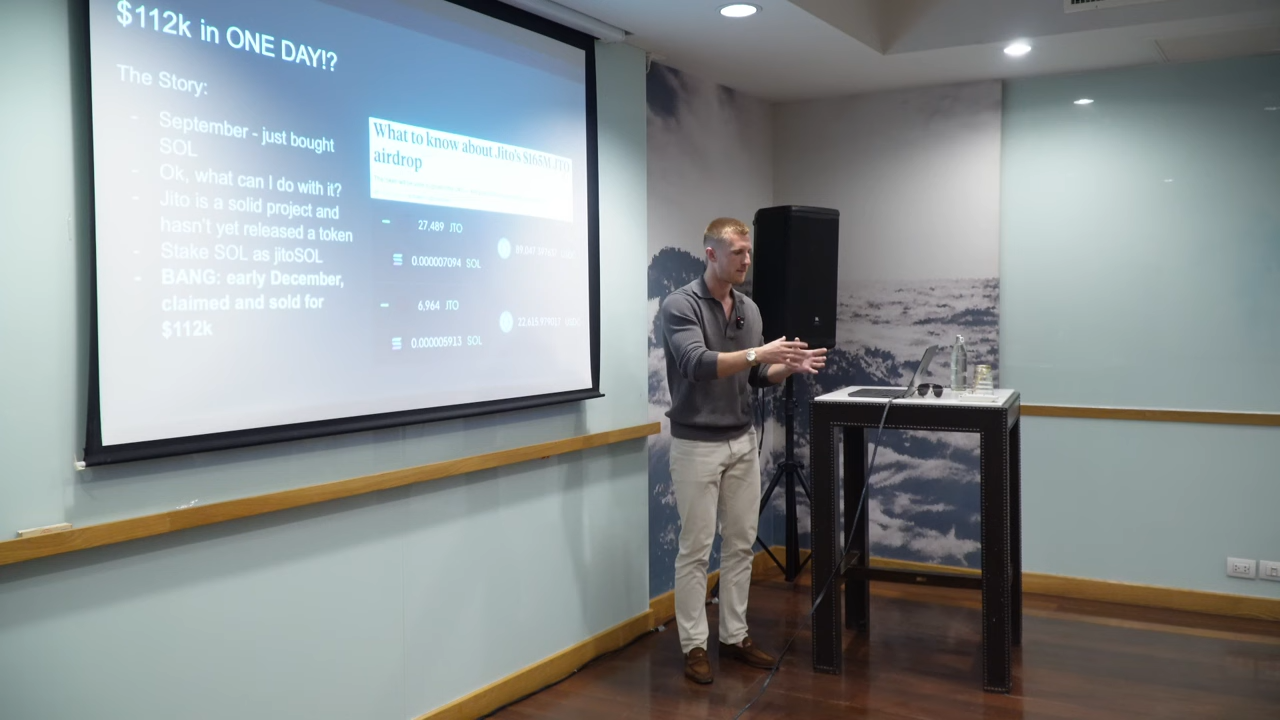 $112k in ONE DAY!?
The Story:
- September - just bought
SOL
- Ok, what can I do with it?
- Jito is a solid project and
hasn't yet released a token
- Stake SOL as jitoSOL
- BANG: early December,
claimed and sold for
$112k
What to know about Jito's $165M JTO
airdrop
27,489 JTO
0.000007094 SOL
6,964 JTO
0.000005913 SOL